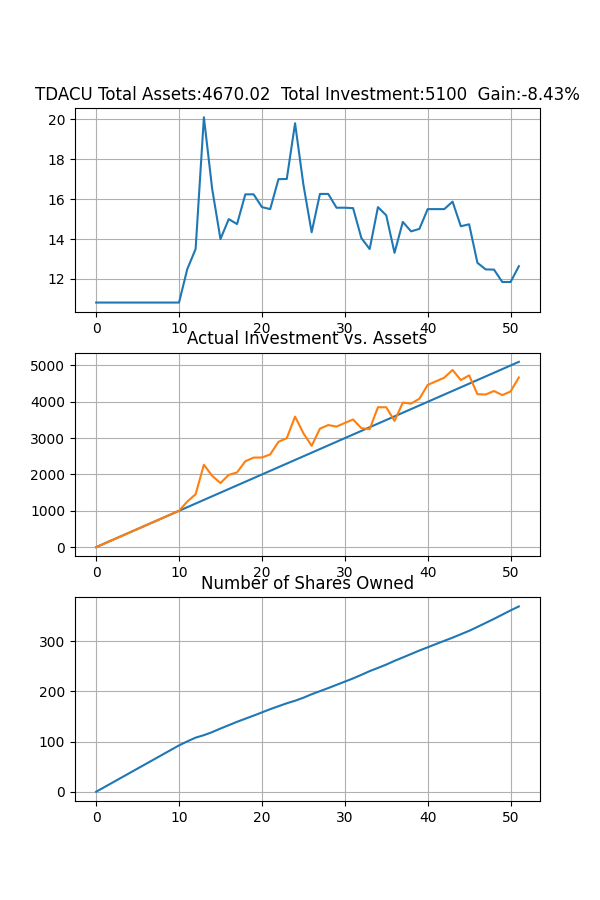 TDACU Total Assets:4670.02  Total Investment:5100  Gain:-8.43%
20
18
16
14
12
0 10 20 30 40 50
Actual Investment vs. Assets
5000
4000
3000
2000
1000
0
0 10 20 30 40 50
Number of Shares Owned
300
200
100
0
0 10 20 30 40 50